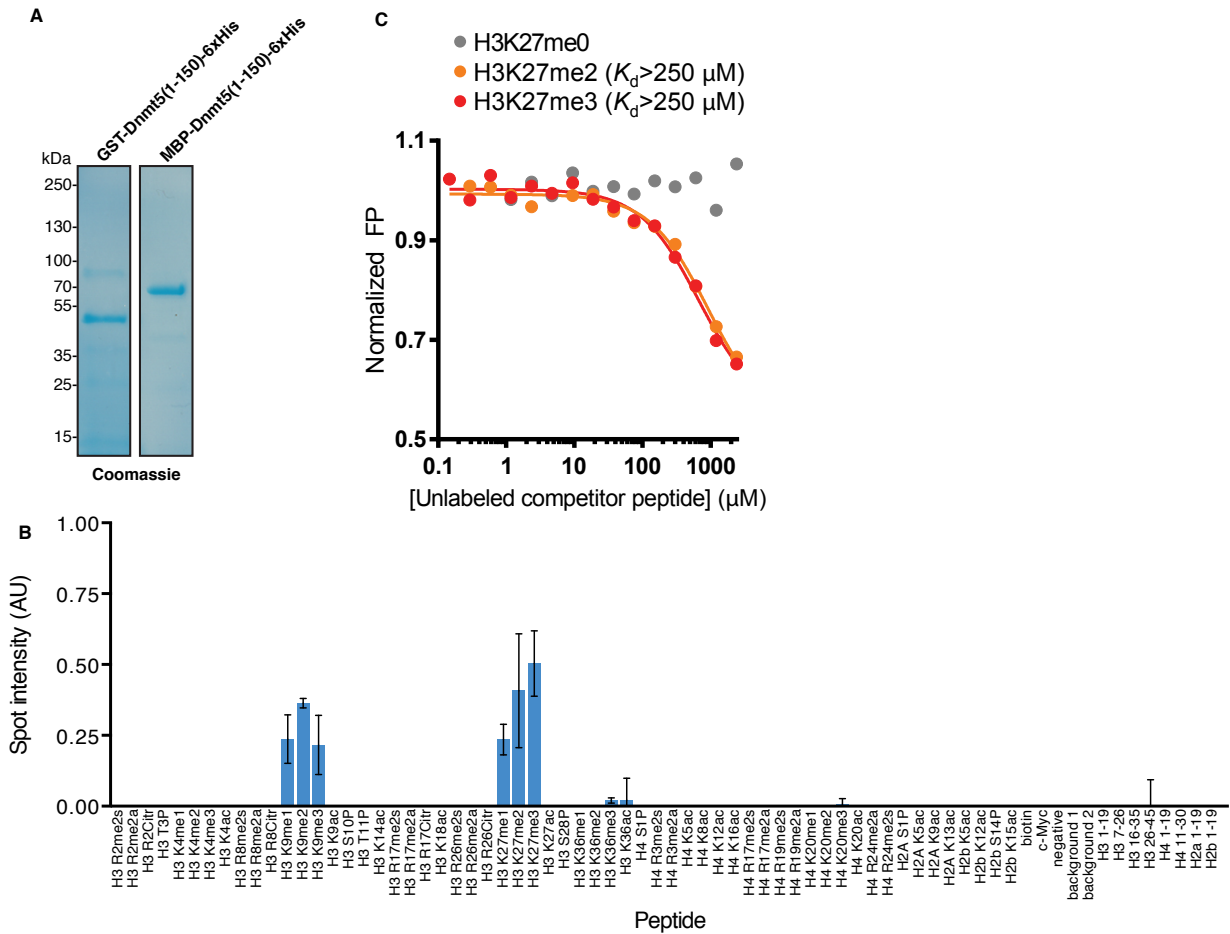 A
GST-Dnmt5(1-150)-6xHis
MBP-Dnmt5(1-150)-6xHis
kDa
250-
130-
100-
70-
55-
35-
25-
15-
Coomassie
C
H3K27me0
H3K27me2 (Kd>250 µM)
H3K27me3 (Kd>250 µM)
Normalized FP
1.1
0.9
0.7
0.5
0.1 1 10 100 1000
[Unlabeled competitor peptide] (µM)
B
Spot intensity (AU)
1.00
0.75
0.50
0.25
0.00
H3 R2me2s
H3 R2me2a
H3 R2Citr
H3 T3P
H3 K4me1
H3 K4me2
H3 K4me3
H3 K4ac
H3 R8me2s
H3 R8me2a
H3 R8Citr
H3 K9me1
H3 K9me2
H3 K9me3
H3 K9ac
H3 S10P
H3 T11P
H3 K14ac
H3 R17me2s
H3 R17me2a
H3 R17Citr
H3 K18ac
H3 R26me2s
H3 R26me2a
H3 R26Citr
H3 K27me1
H3 K27me2
H3 K27me3
H3 K27ac
H3 S28P
H3 K36me1
H3 K36me2
H3 K36me3
H3 K36ac
H4 S1P
H4 R3me2s
H4 R3me2a
H4 K5ac
H4 K8ac
H4 K12ac
H4 K16ac
H4 R17me2s
H4 R17me2a
H4 R19me2s
H4 R19me2a
H4 K20me1
H4 K20me2
H4 K20me3
H4 K20ac
H4 R24me2a
H4 R24me2s
H2A S1P
H2A K5ac
H2A K9ac
H2A K13ac
H2b K5ac
H2b K12ac
H2b S14P
H2b K15ac
biotin
c-Myc
negative
background 1
background 2
H3 1-19
H3 7-26
H3 16-35
H3 26-45
H4 1-19
H4 11-30
H2a 1-19
H2b 1-19
Peptide